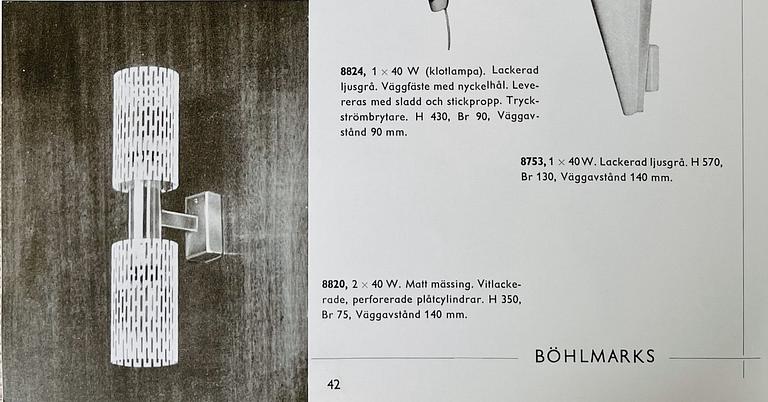 8824, 1 × 40 W (klotlampa). Lackerad
ljusgrå. Väggfäste med nyckelhål. Leve-
reras med sladd och stickpropp. Tryck-
strömbrytare. H 430, Br 90, Väggav-
stånd 90 mm.
8753, 1 × 40 W. Lackerad ljusgrå. H 570,
Br 130, Väggavstånd 140 mm.
8820, 2 × 40 W. Matt mässing. Vitlacke-
rade, perforerade plåtcylindrar. H 350,
Br 75, Väggavstånd 140 mm.
BÖHLMARKS
42